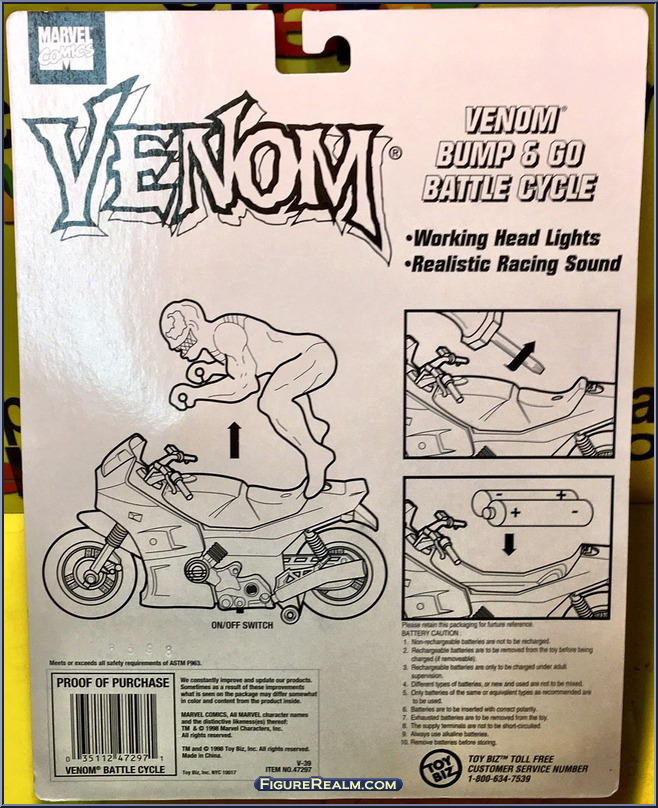 MARVEL
COMICS
VENOM®
VENOM®
BUMP & GO
BATTLE CYCLE
•Working Head Lights
•Realistic Racing Sound
ON/OFF SWITCH
Please retain this packaging for furture reference.
BATTERY CAUTION :
1. Non-rechargeable batteries are not to be recharged.
2. Rechargeable batteries are to be removed from the toy before being
charged (if removeable).
3. Rechargeable batteries are only to be charged under adult
supervision.
4. Different types of batteries, or new and used are not to be mixed.
5. Only batteries of the same or equivalent types as recommended are
to be used.
6. Batteries are to be inserted with correct polarity.
7. Exhausted batteries are to be removed from the toy.
8. The supply terminals are not to be short-circuited.
9. Always use alkaline batteries.
10. Remove batteries before storing.
Meets or exceeds all safety requirements of ASTM F963.
PROOF OF PURCHASE
0 35112 47297 1
VENOM® BATTLE CYCLE
We constantly improve and update our products.
Sometimes as a result of these improvements
what is seen on the package may differ somewhat
in color and content from the product inside.
MARVEL COMICS, All MARVEL character names
and the distinctive likeness(es) thereof:
TM & © 1998 Marvel Characters, Inc.
All rights reserved.
TM and © 1998 Toy Biz, Inc. All rights reserved.
Made in China.
Toy Biz, Inc. NYC 10017
V-39
ITEM NO.47297
TOY BIZ
TOY BIZ™ TOLL FREE
CUSTOMER SERVICE NUMBER
1-800-634-7539
FIGUREREALM.COM